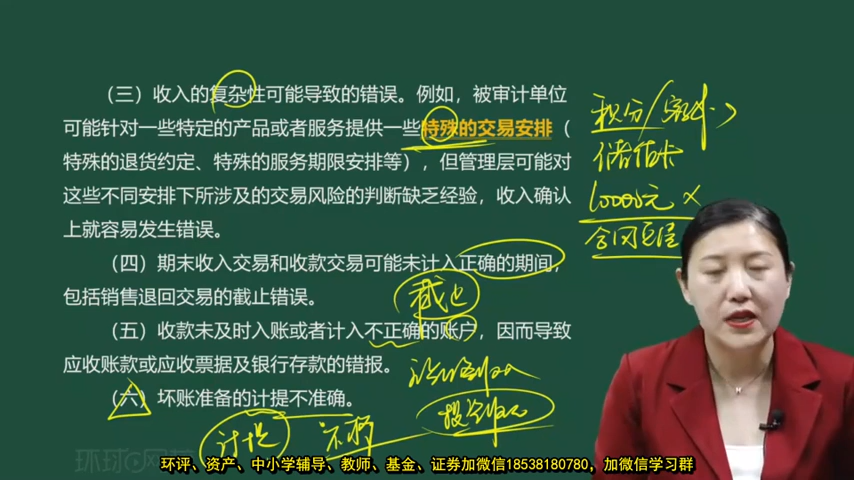 （三）收入的复杂性可能导致的错误。例如，被审计单位
可能针对一些特定的产品或者服务提供一些特殊的交易安排（
特殊的退货约定、特殊的服务期限安排等），但管理层可能对
这些不同安排下所涉及的交易风险的判断缺乏经验，收入确认
上就容易发生错误。
（四）期末收入交易和收款交易可能未计入正确的期间，
包括销售退回交易的截止错误。
（五）收款未及时入账或者计入不正确的账户，因而导致
应收账款或应收票据及银行存款的错报。
（六）坏账准备的计提不准确。
积分/
储值卡
10000元 ×
合同负债
截止
计提
环球网校
环评、资产、中小学辅导、教师、基金、证券加微信18538180780，加微信学习群